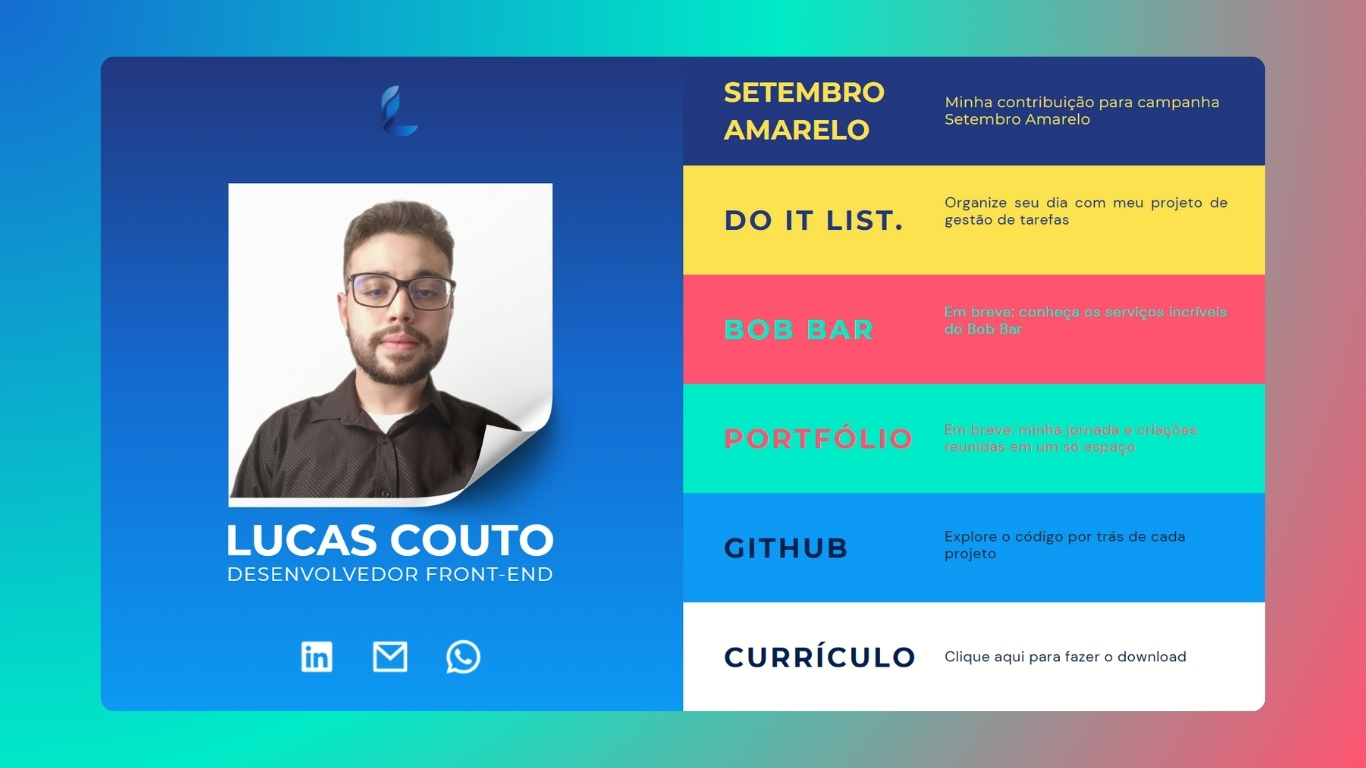 LUCAS COUTO
DESENVOLVEDOR FRONT-END
in
SETEMBRO
AMARELO
Minha contribuição para campanha
Setembro Amarelo
DO IT LIST.
Organize seu dia com meu projeto de
gestão de tarefas
BOB BAR
Em breve: conheça os serviços incríveis
do Bob Bar
PORTFÓLIO
Em breve: minha jornada e criações
reunidas em um só espaço
GITHUB
Explore o código por trás de cada
projeto
CURRÍCULO
Clique aqui para fazer o download